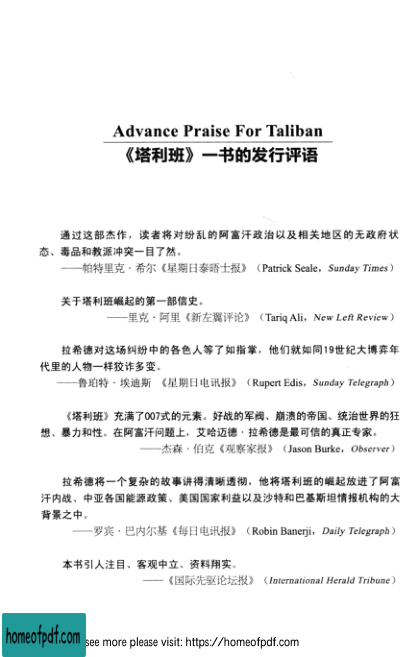 Advance Praise For Taliban
《塔利班》一书的发行评语
通过这部杰作，读者将对纷乱的阿富汗政治以及相关地区的无政府状
态、毒品和教派冲突一目了然。
——帕特里克·希尔《星期日泰晤士报》（Patrick Seale，Sunday Times）
关于塔利班崛起的第一部信史。
——里克·阿里《新左翼评论》（Tariq Ali，New Left Review）
拉希德对这场纠纷中的各色人等了如指掌，他们就如同19世纪大博弈年
代里的人物一样狡诈多变。
——鲁珀特·埃迪斯 《星期日电讯报》（Rupert Edis，Sunday Telegraph）
《塔利班》充满了007式的元素。好战的军阀、崩溃的帝国、统治世界的狂
想、暴力和性。在阿富汗问题上，艾哈迈德·拉希德是最可信的真正专家。
——杰森·伯克《观察家报》（Jason Burke，Observer）
拉希德将一个复杂的故事讲得清晰透彻，他将塔利班的崛起放进了阿富
汗内战、中亚各国能源政策、美国国家利益以及沙特和巴基斯坦情报机构的大
背景之中。
——罗宾·巴内尔基《每日电讯报》（Robin Banerji，Daily Telegraph）
本书引人注目、客观中立、资料翔实。
——《国际先驱论坛报》（International Herald Tribune）
homeofpdf.com
see more please visit: https://homeofpdf.com